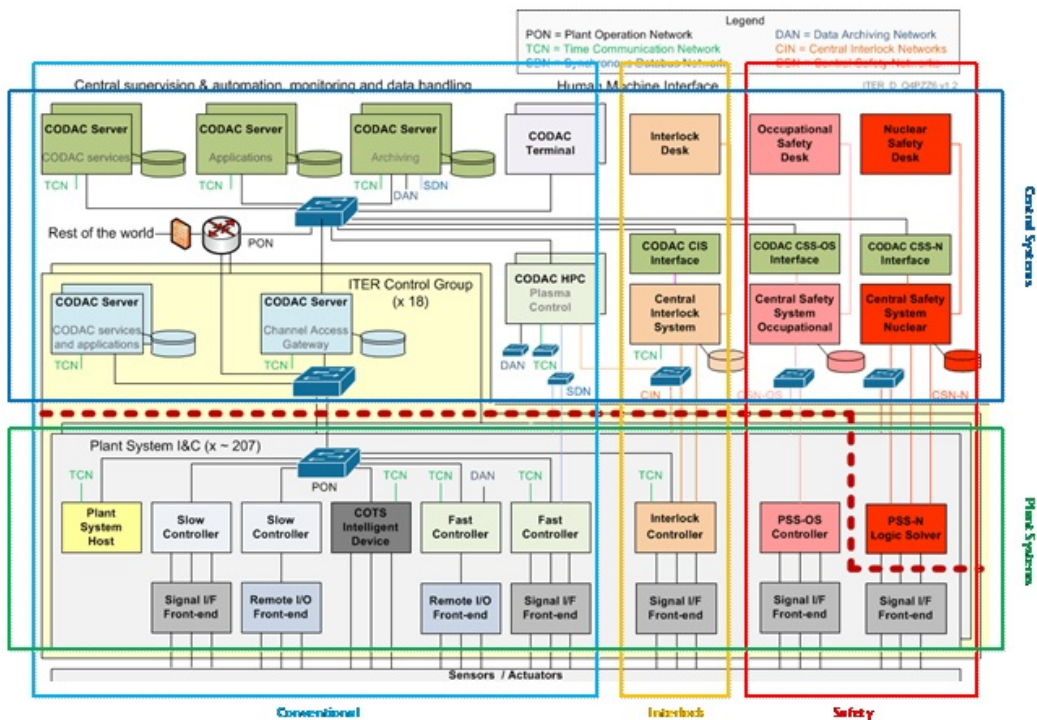 Legend
PON = Plant Operation Network
DAN = Data Archiving Network
TCN = Time Communication Network
CIN = Central Interlock Networks
SDN = Synchronous Databus Network
CSN = Central Safety Networks
Central supervision & automation, monitoring and data handling
Human Machine Interface
ITER_D_Q4PZZ6 v1.2
CODAC Server
CODAC services
CODAC Server
Applications
CODAC Server
Archiving
CODAC
Terminal
Interlock
Desk
Occupational
Safety
Desk
Nuclear
Safety
Desk
TCN
TCN
TCN
DAN
SDN
Rest of the world
PON
CODAC CIS
Interface
CODAC CSS-OS
Interface
CODAC CSS-N
Interface
ITER Control Group
(x 18)
CODAC Server
CODAC services
and applications
CODAC Server
Channel Access
Gateway
CODAC HPC
Plasma
Control
Central
Interlock
System
Central Safety
System
Occupational
Central Safety
System
Nuclear
TCN
TCN
DAN
TCN
SDN
TCN
CIN
CSN-OS
CSN-N
Central Systems
Plant System I&C (x ~ 207)
PON
TCN
TCN
TCN
DAN
TCN
TCN
Plant
System
Host
Slow
Controller
Slow
Controller
COTS
Intelligent
Device
Fast
Controller
Fast
Controller
Interlock
Controller
PSS-OS
Controller
PSS-N
Logic Solver
Signal I/F
Front-end
Remote I/O
Front-end
Remote I/O
Front-end
Signal I/F
Front-end
Signal I/F
Front-end
Signal I/F
Front-end
Signal I/F
Front-end
Plant Systems
Sensors / Actuators
Conventional
Interlock
Safety